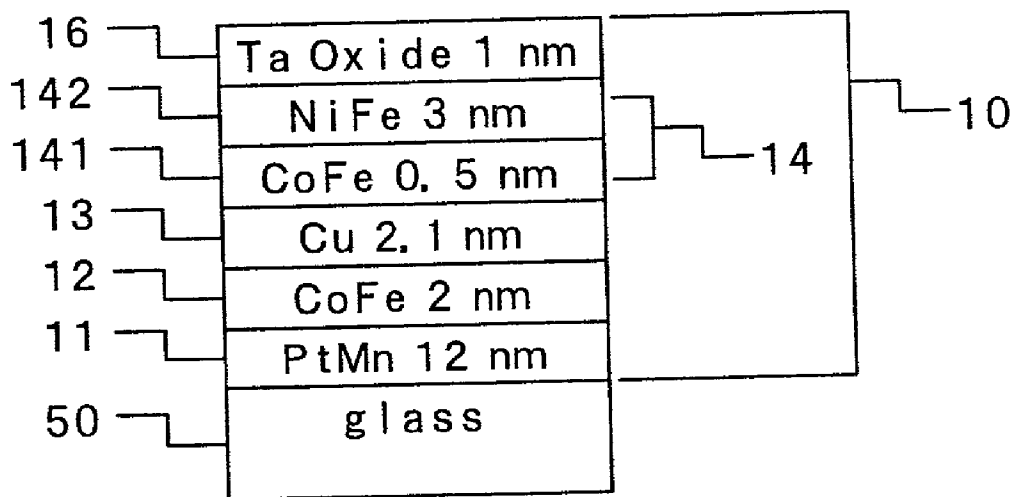 16 Ta Oxide 1 nm
142 NiFe 3 nm 10
141 CoFe 0.5 nm 14
13 Cu 2.1 nm
12 CoFe 2 nm
11 PtMn 12 nm
50 glass